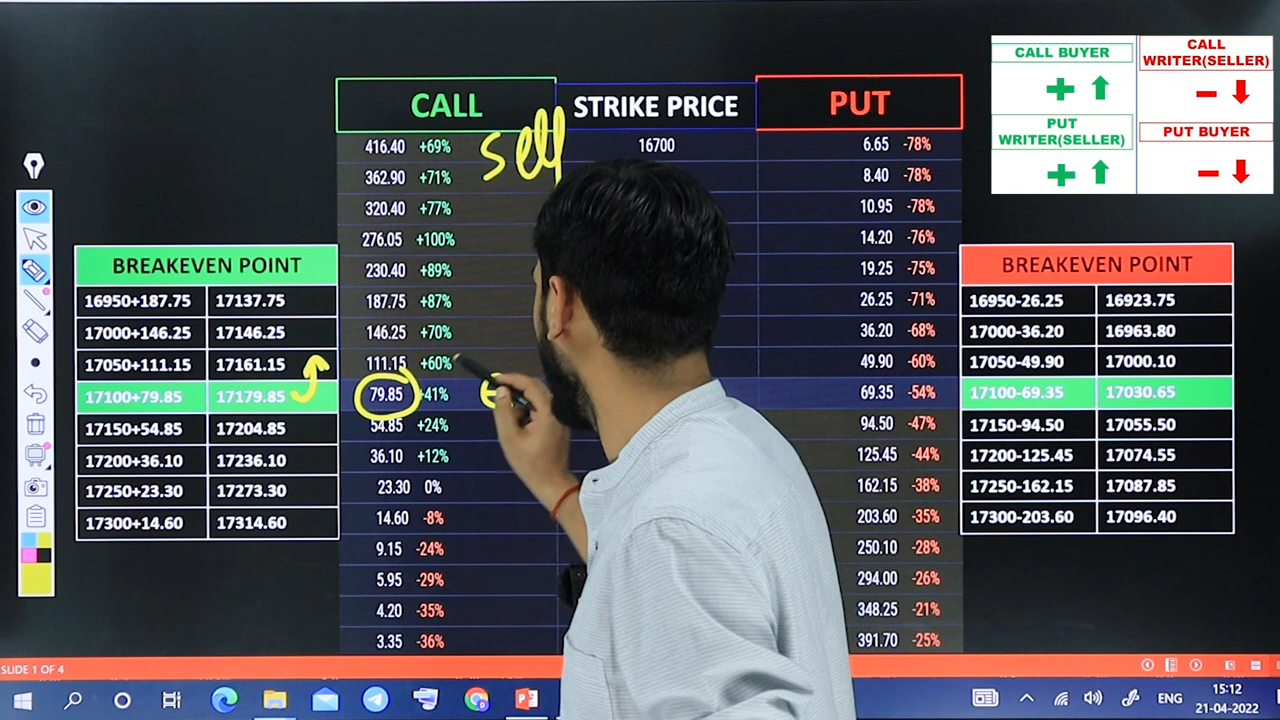 CALL BUYER
CALL
WRITER(SELLER)
PUT
WRITER(SELLER)
PUT BUYER
CALL STRIKE PRICE PUT
sell
416.40 +69% 16700 6.65 -78%
362.90 +71% 8.40 -78%
320.40 +77% 10.95 -78%
276.05 +100% 14.20 -76%
230.40 +89% 19.25 -75%
187.75 +87% 26.25 -71%
146.25 +70% 36.20 -68%
111.15 +60% 49.90 -60%
79.85 +41% 69.35 -54%
54.85 +24% 94.50 -47%
36.10 +12% 125.45 -44%
23.30 0% 162.15 -38%
14.60 -8% 203.60 -35%
9.15 -24% 250.10 -28%
5.95 -29% 294.00 -26%
4.20 -35% 348.25 -21%
3.35 -36% 391.70 -25%
BREAKEVEN POINT
16950+187.75 17137.75
17000+146.25 17146.25
17050+111.15 17161.15
17100+79.85 17179.85
17150+54.85 17204.85
17200+36.10 17236.10
17250+23.30 17273.30
17300+14.60 17314.60
BREAKEVEN POINT
16950-26.25 16923.75
17000-36.20 16963.80
17050-49.90 17000.10
17100-69.35 17030.65
17150-94.50 17055.50
17200-125.45 17074.55
17250-162.15 17087.85
17300-203.60 17096.40
SLIDE 1 OF 4
ENG
15:12
21-04-2022